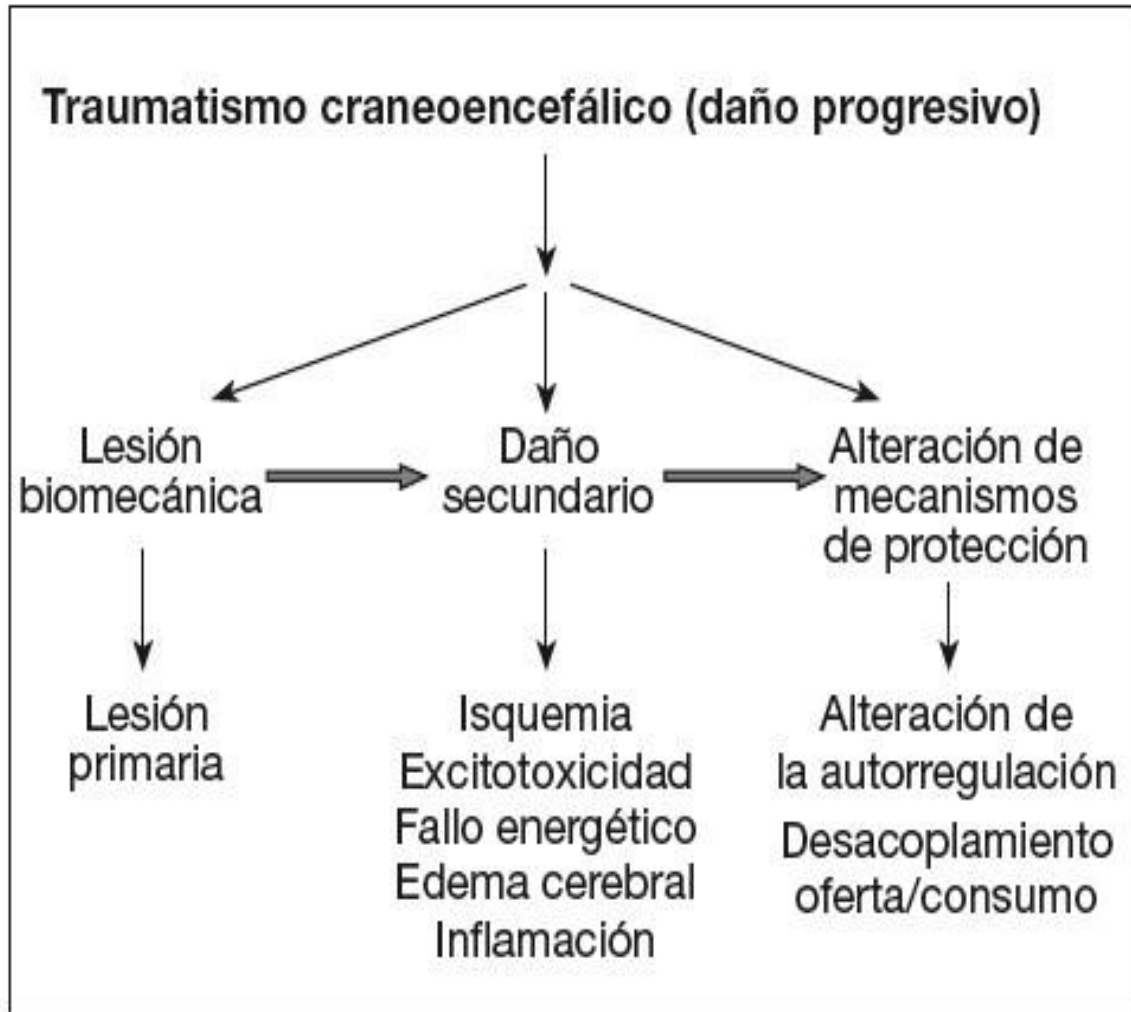 Traumatismo craneoencefálico (daño progresivo)
Lesión
biomecánica
Daño
secundario
Alteración de
mecanismos
de protección
Lesión
primaria
Isquemia
Excitotoxicidad
Fallo energético
Edema cerebral
Inflamación
Alteración de
la autorregulación
Desacoplamiento
oferta/consumo